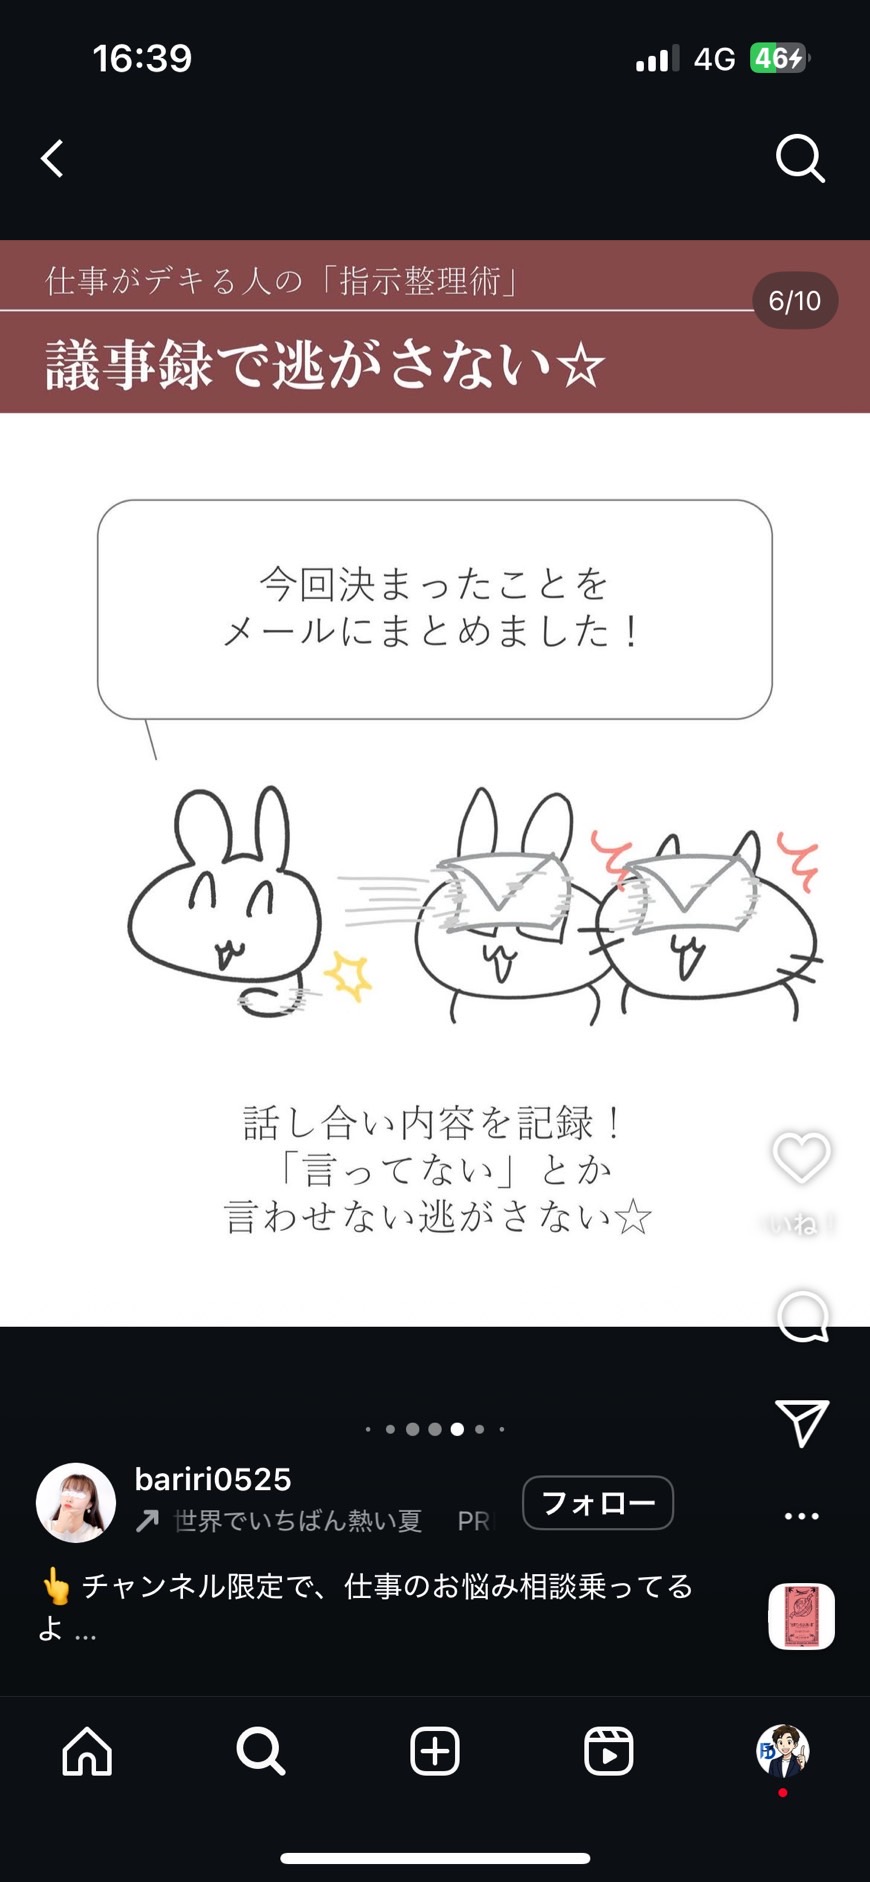 16:39
4G 46
仕事がデキる人の「指示整理術」
6/10
議事録で逃がさない☆
今回決まったことを
メールにまとめました！
話し合い内容を記録！
「言ってない」とか
言わせない逃がさない☆
いいね！
bariri0525
世界でいちばん熱い夏 PR
フォロー
👆 チャンネル限定で、仕事のお悩み相談乗ってる
よ ...